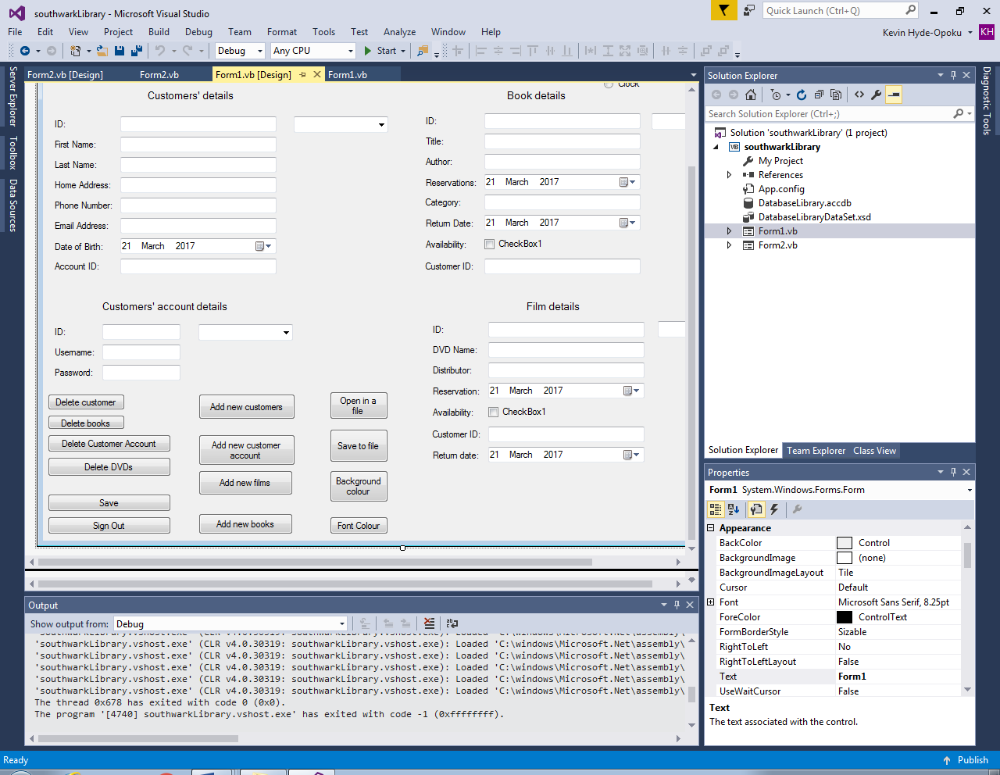 southwarkLibrary - Microsoft Visual Studio
Quick Launch (Ctrl+Q)
File Edit View Project Build Debug Team Format Tools Test Analyze Window Help
Kevin Hyde-Opoku KH
Debug Any CPU Start
Server Explorer
Toolbox
Data Sources
Form2.vb [Design] Form2.vb Form1.vb [Design] Form1.vb
Clock
Customers' details
ID:
First Name:
Last Name:
Home Address:
Phone Number:
Email Address:
Date of Birth: 21 March 2017
Account ID:
Book details
ID:
Title:
Author:
Reservations: 21 March 2017
Category:
Return Date: 21 March 2017
Availability: CheckBox1
Customer ID:
Customers' account details
ID:
Username:
Password:
Film details
ID:
DVD Name:
Distributor:
Reservation: 21 March 2017
Availability: CheckBox1
Customer ID:
Return date: 21 March 2017
Delete customer
Delete books
Delete Customer Account
Delete DVDs
Save
Sign Out
Add new customers
Add new customer
account
Add new films
Add new books
Open in a
file
Save to file
Background
colour
Font Colour
Output
Show output from: Debug
'southwarkLibrary.vshost.exe' (CLR v4.0.30319: southwarkLibrary.vshost.exe): Loaded 'C:\windows\Microsoft.Net\assembly\
'southwarkLibrary.vshost.exe' (CLR v4.0.30319: southwarkLibrary.vshost.exe): Loaded 'C:\windows\Microsoft.Net\assembly\
'southwarkLibrary.vshost.exe' (CLR v4.0.30319: southwarkLibrary.vshost.exe): Loaded 'C:\windows\Microsoft.Net\assembly\
'southwarkLibrary.vshost.exe' (CLR v4.0.30319: southwarkLibrary.vshost.exe): Loaded 'C:\windows\Microsoft.Net\assembly\
'southwarkLibrary.vshost.exe' (CLR v4.0.30319: southwarkLibrary.vshost.exe): Loaded 'C:\windows\Microsoft.Net\assembly\
'southwarkLibrary.vshost.exe' (CLR v4.0.30319: southwarkLibrary.vshost.exe): Loaded 'C:\windows\Microsoft.Net\assembly\
The thread 0x678 has exited with code 0 (0x0).
The program '[4740] southwarkLibrary.vshost.exe' has exited with code -1 (0xffffffff).
Solution Explorer
Search Solution Explorer (Ctrl+;)
Solution 'southwarkLibrary' (1 project)
VB southwarkLibrary
My Project
References
App.config
DatabaseLibrary.accdb
DatabaseLibraryDataSet.xsd
Form1.vb
Form2.vb
Solution Explorer Team Explorer Class View
Diagnostic Tools
Properties
Form1 System.Windows.Forms.Form
Appearance
BackColor Control
BackgroundImage (none)
BackgroundImageLayout Tile
Cursor Default
Font Microsoft Sans Serif, 8.25pt
ForeColor ControlText
FormBorderStyle Sizable
RightToLeft No
RightToLeftLayout False
Text Form1
UseWaitCursor False
Text
The text associated with the control.
Ready
Publish